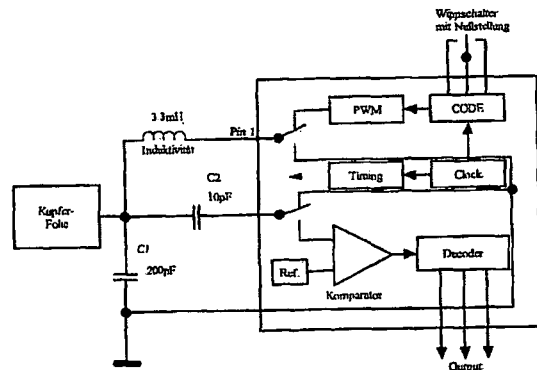 Wippschalter
mit Nullstellung
3.3mH
Induktivität
Pin 1
PWM
CODE
C2
10pF
Timing
Clock
Kupfer-
Folie
C1
200pF
Ref.
Komparator
Decoder
Output